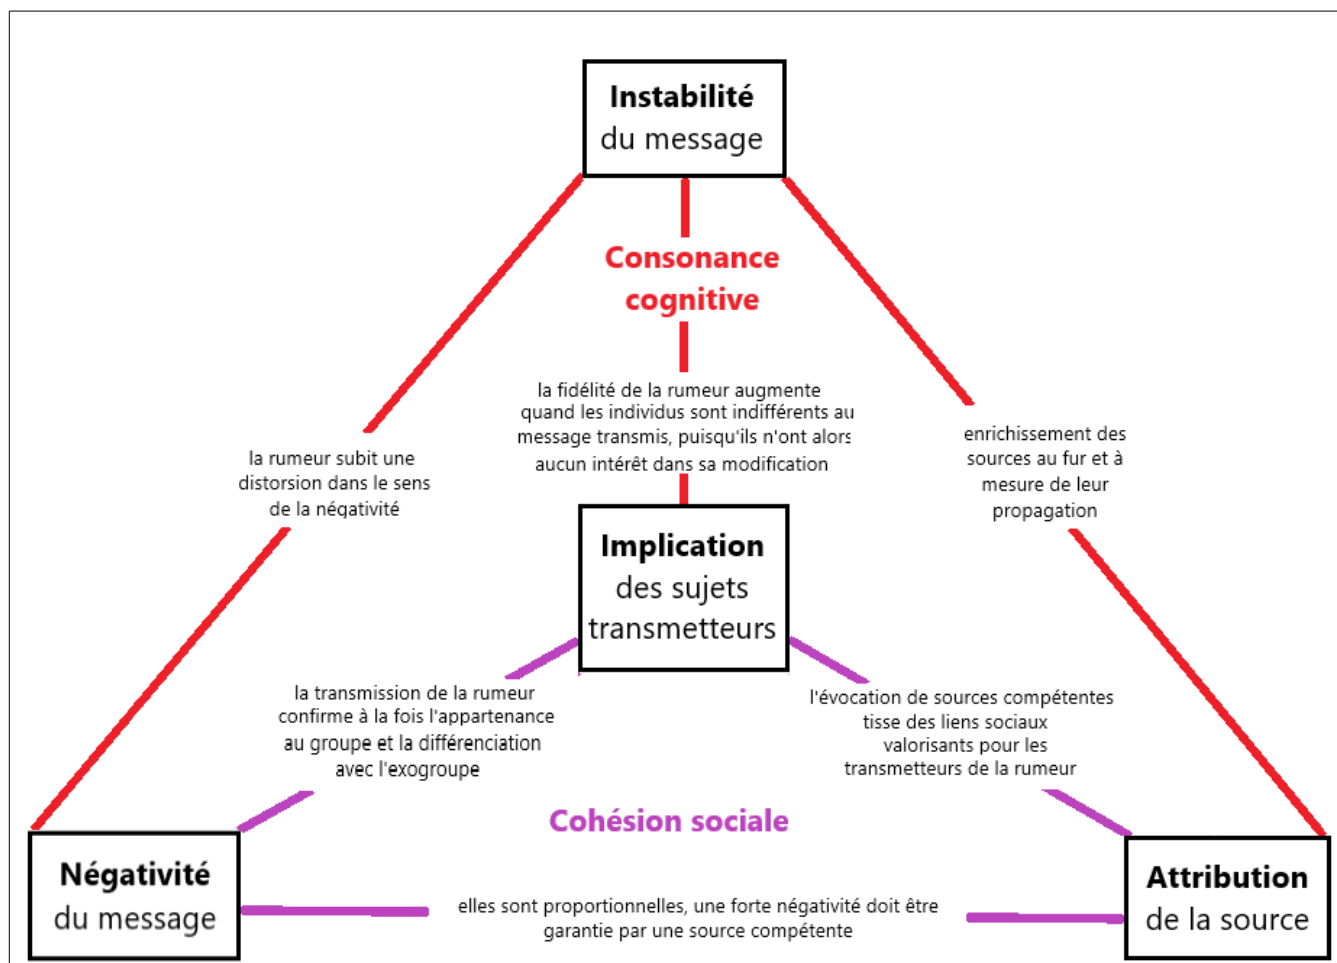 Instabilité
du message
Consonance
cognitive
la fidélité de la rumeur augmente
quand les individus sont indifférents au
message transmis, puisqu'ils n'ont alors
aucun intérêt dans sa modification
la rumeur subit une
distorsion dans le sens
de la négativité
enrichissement des
sources au fur et à
mesure de leur
propagation
Implication
des sujets
transmetteurs
la transmission de la rumeur
confirme à la fois l'appartenance
au groupe et la différenciation
avec l'exogroupe
l'évocation de sources compétentes
tisse des liens sociaux
valorisants pour les
transmetteurs de la rumeur
Cohésion sociale
Négativité
du message
elles sont proportionnelles, une forte négativité doit être
garantie par une source compétente
Attribution
de la source